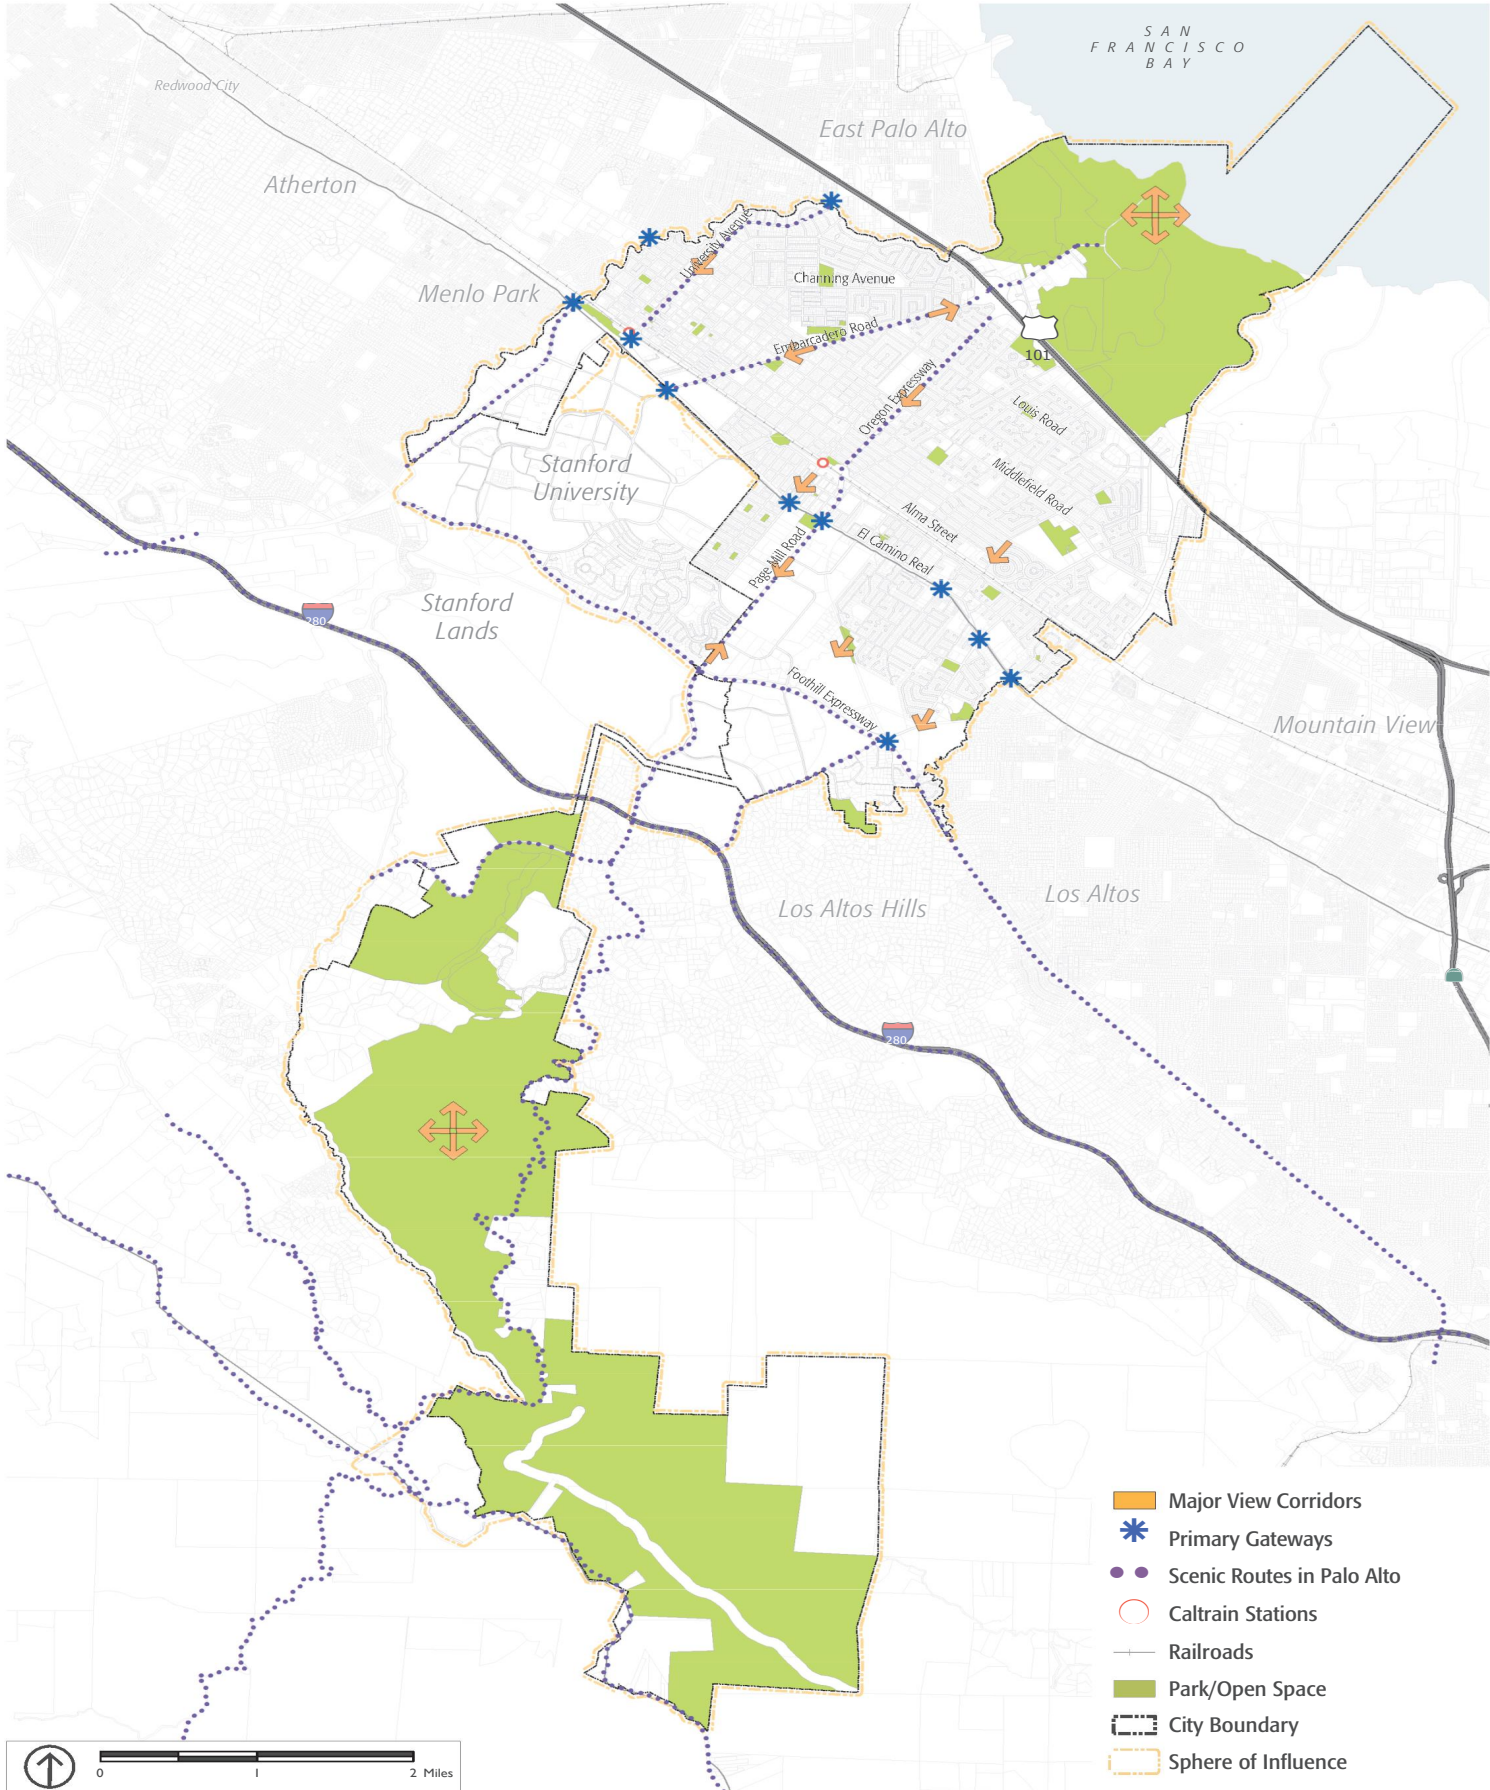 SAN
FRANCISCO
BAY
Redwood City
East Palo Alto
Atherton
University Avenue
Channing Avenue
Menlo Park
Embarcadero Road
101
Oregon Expressway
Louis Road
Stanford
University
Middlefield Road
Alma Street
El Camino Real
Page Mill Road
Stanford
Lands
280
Foothill Expressway
Mountain View
Los Altos
Los Altos Hills
280
Major View Corridors
Primary Gateways
Scenic Routes in Palo Alto
Caltrain Stations
Railroads
Park/Open Space
City Boundary
Sphere of Influence
0 1 2 Miles